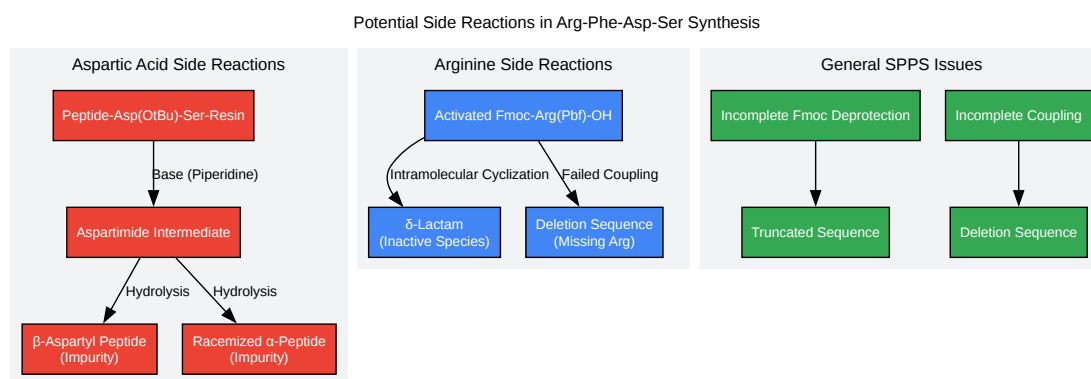 Potential Side Reactions in Arg-Phe-Asp-Ser Synthesis
Aspartic Acid Side Reactions
Peptide-Asp(OtBu)-Ser-Resin
Base (Piperidine)
Aspartimide Intermediate
Hydrolysis
Hydrolysis
β-Aspartyl Peptide
(Impurity)
Racemized α-Peptide
(Impurity)
Arginine Side Reactions
Activated Fmoc-Arg(Pbf)-OH
Intramolecular Cyclization
Failed Coupling
δ-Lactam
(Inactive Species)
Deletion Sequence
(Missing Arg)
General SPPS Issues
Incomplete Fmoc Deprotection
Incomplete Coupling
Truncated Sequence
Deletion Sequence